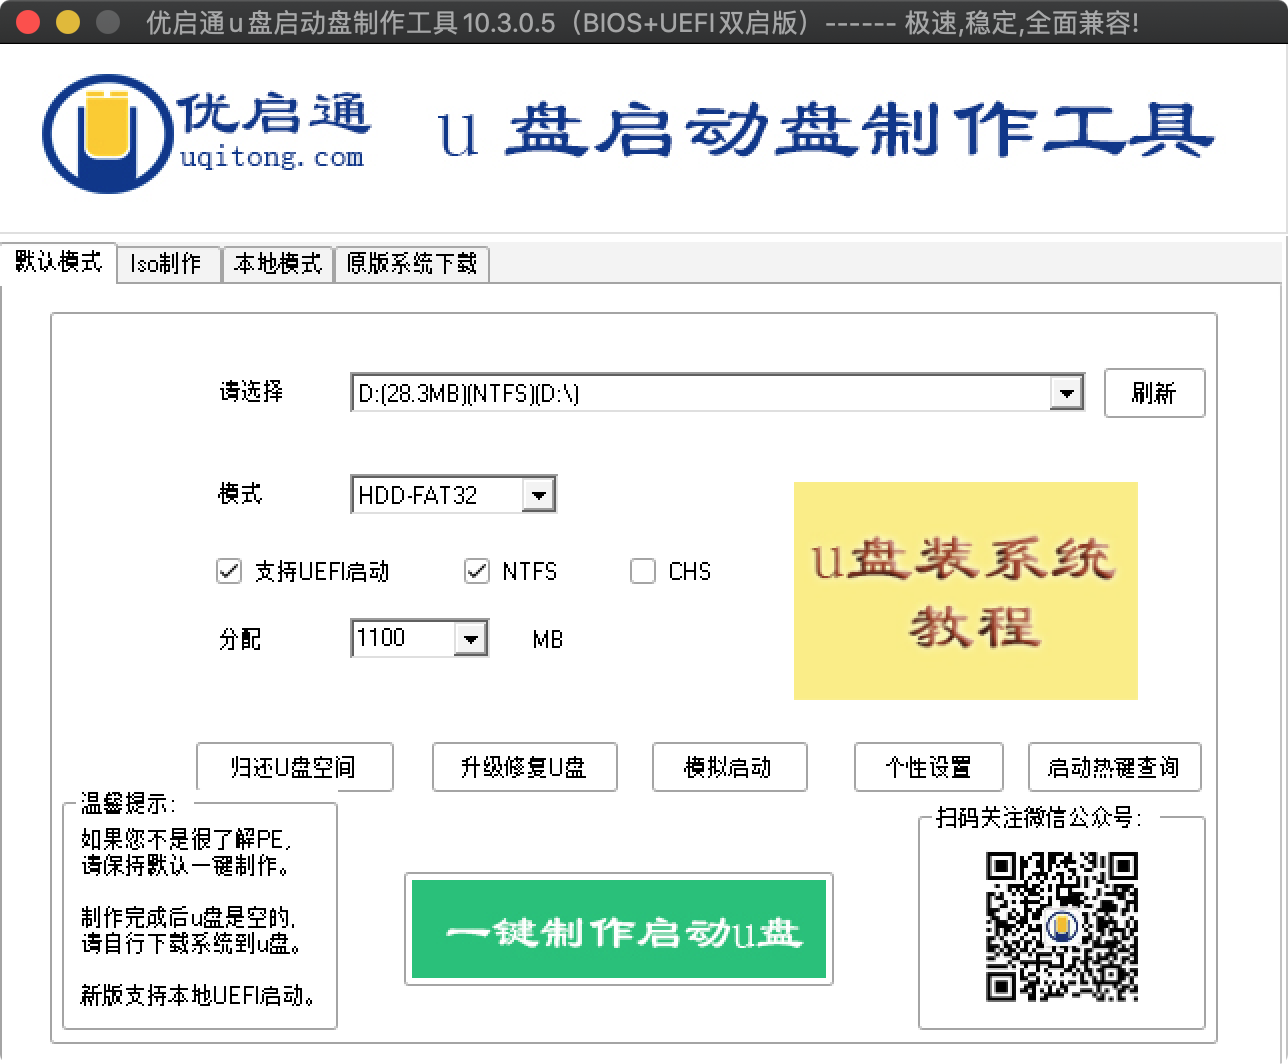 优启通u盘启动盘制作工具10.3.0.5（BIOS+UEFI双启版）------ 极速,稳定,全面兼容!
优启通
uqitong.com
u盘启动盘制作工具
默认模式 Iso制作 本地模式 原版系统下载
请选择 D:(28.3MB)(NTFS)(D:\) 刷新
模式 HDD-FAT32
支持UEFI启动 NTFS CHS
分配 1100 MB
u盘装系统
教程
归还U盘空间 升级修复U盘 模拟启动 个性设置 启动热键查询
温馨提示:
如果您不是很了解PE,
请保持默认一键制作。
制作完成后u盘是空的,
请自行下载系统到u盘。
新版支持本地UEFI启动。
一键制作启动u盘
扫码关注微信公众号: